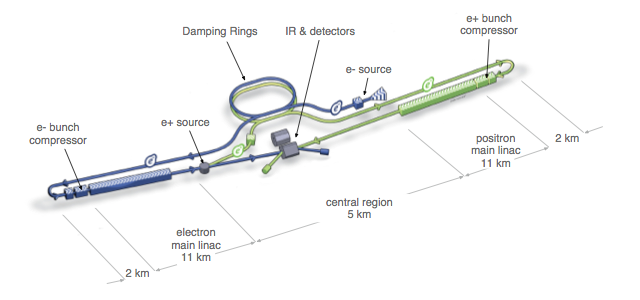 e+ bunch
compressor
Damping Rings
IR & detectors
e- source
e+ source
e- bunch
compressor
positron
main linac
11 km
2 km
central region
5 km
electron
main linac
11 km
2 km